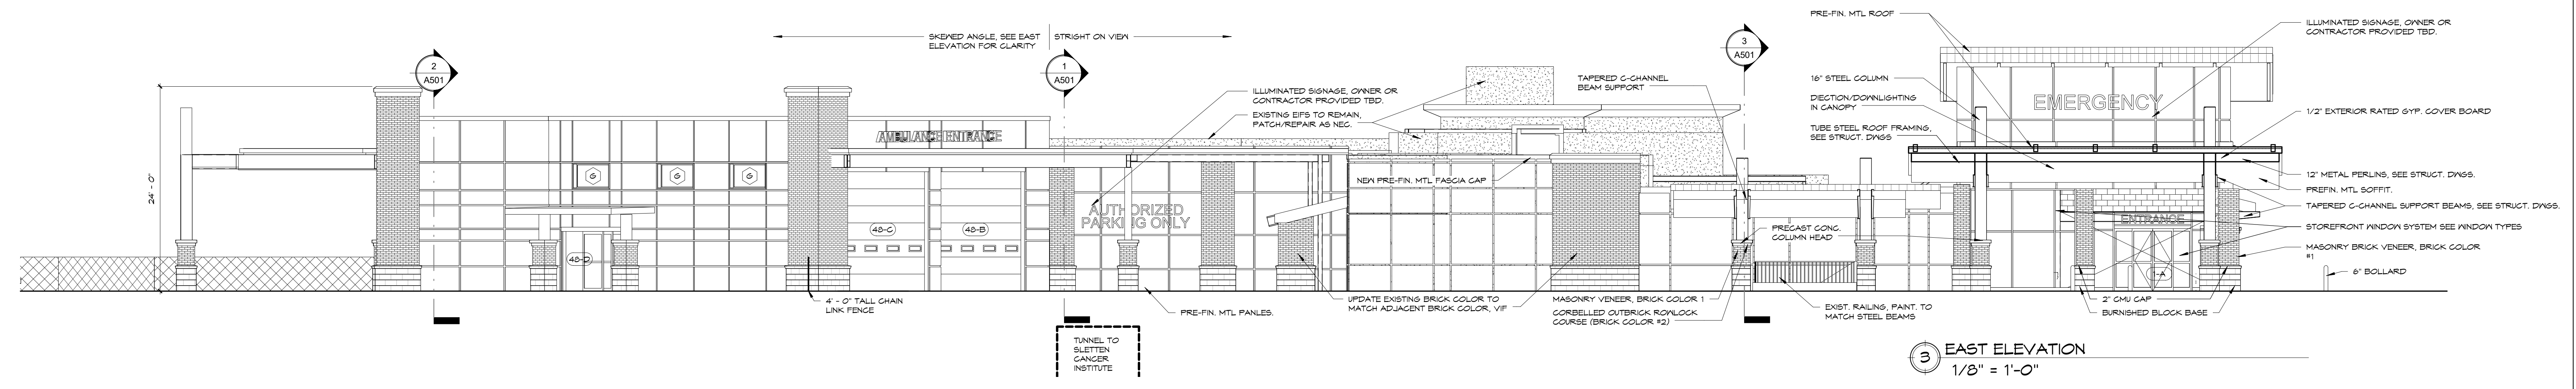 SKEWED ANGLE, SEE EAST
ELEVATION FOR CLARITY
STRIGHT ON VIEW
2
A501
1
A501
3
A501
24' - 0"
AMBULANCE ENTRANCE
G
G
G
48-D
48-C
48-B
4' - 0" TALL CHAIN
LINK FENCE
ILLUMINATED SIGNAGE, OWNER OR
CONTRACTOR PROVIDED TBD.
EXISTING EIFS TO REMAIN,
PATCH/REPAIR AS NEC.
AUTHORIZED
PARKING ONLY
PRE-FIN. MTL PANLES.
TUNNEL TO
SLETTEN
CANCER
INSTITUTE
NEW PRE-FIN. MTL FASCIA CAP
UPDATE EXISTING BRICK COLOR TO
MATCH ADJACENT BRICK COLOR, VIF
TAPERED C-CHANNEL
BEAM SUPPORT
PRECAST CONC.
COLUMN HEAD
MASONRY VENEER, BRICK COLOR 1
CORBELLED OUTBRICK ROWLOCK
COURSE (BRICK COLOR #2)
EXIST. RAILING, PAINT. TO
MATCH STEEL BEAMS
PRE-FIN. MTL ROOF
16" STEEL COLUMN
DIECTION/DOWNLIGHTING
IN CANOPY
TUBE STEEL ROOF FRAMING,
SEE STRUCT. DWGS
EMERGENCY
ENTRANCE
1-A
2" CMU CAP
BURNISHED BLOCK BASE
ILLUMINATED SIGNAGE, OWNER OR
CONTRACTOR PROVIDED TBD.
1/2" EXTERIOR RATED GYP. COVER BOARD
12" METAL PERLINS, SEE STRUCT. DWGS.
PREFIN. MTL SOFFIT.
TAPERED C-CHANNEL SUPPORT BEAMS, SEE STRUCT. DWGS.
STOREFRONT WINDOW SYSTEM SEE WINDOW TYPES
MASONRY BRICK VENEER, BRICK COLOR
#1
6" BOLLARD
3
EAST ELEVATION
1/8" = 1'-0"